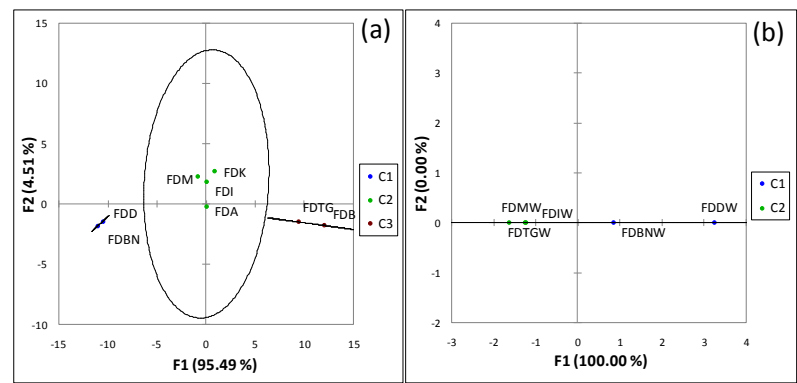 (a)
15
10
5
0
-5
-10
-15 -10 -5 0 5 10 15
F2 (4.51 %)
F1 (95.49 %)
FDM
FDK
FDI
FDA
FDD
FDBN
FDTG
FDB
C1
C2
C3
(b)
4
3
2
1
0
-1
-2
-3 -2 -1 0 1 2 3 4
F2 (0.00 %)
F1 (100.00 %)
FDMW
FDIW
FDTGW
FDBNW
FDDW
C1
C2